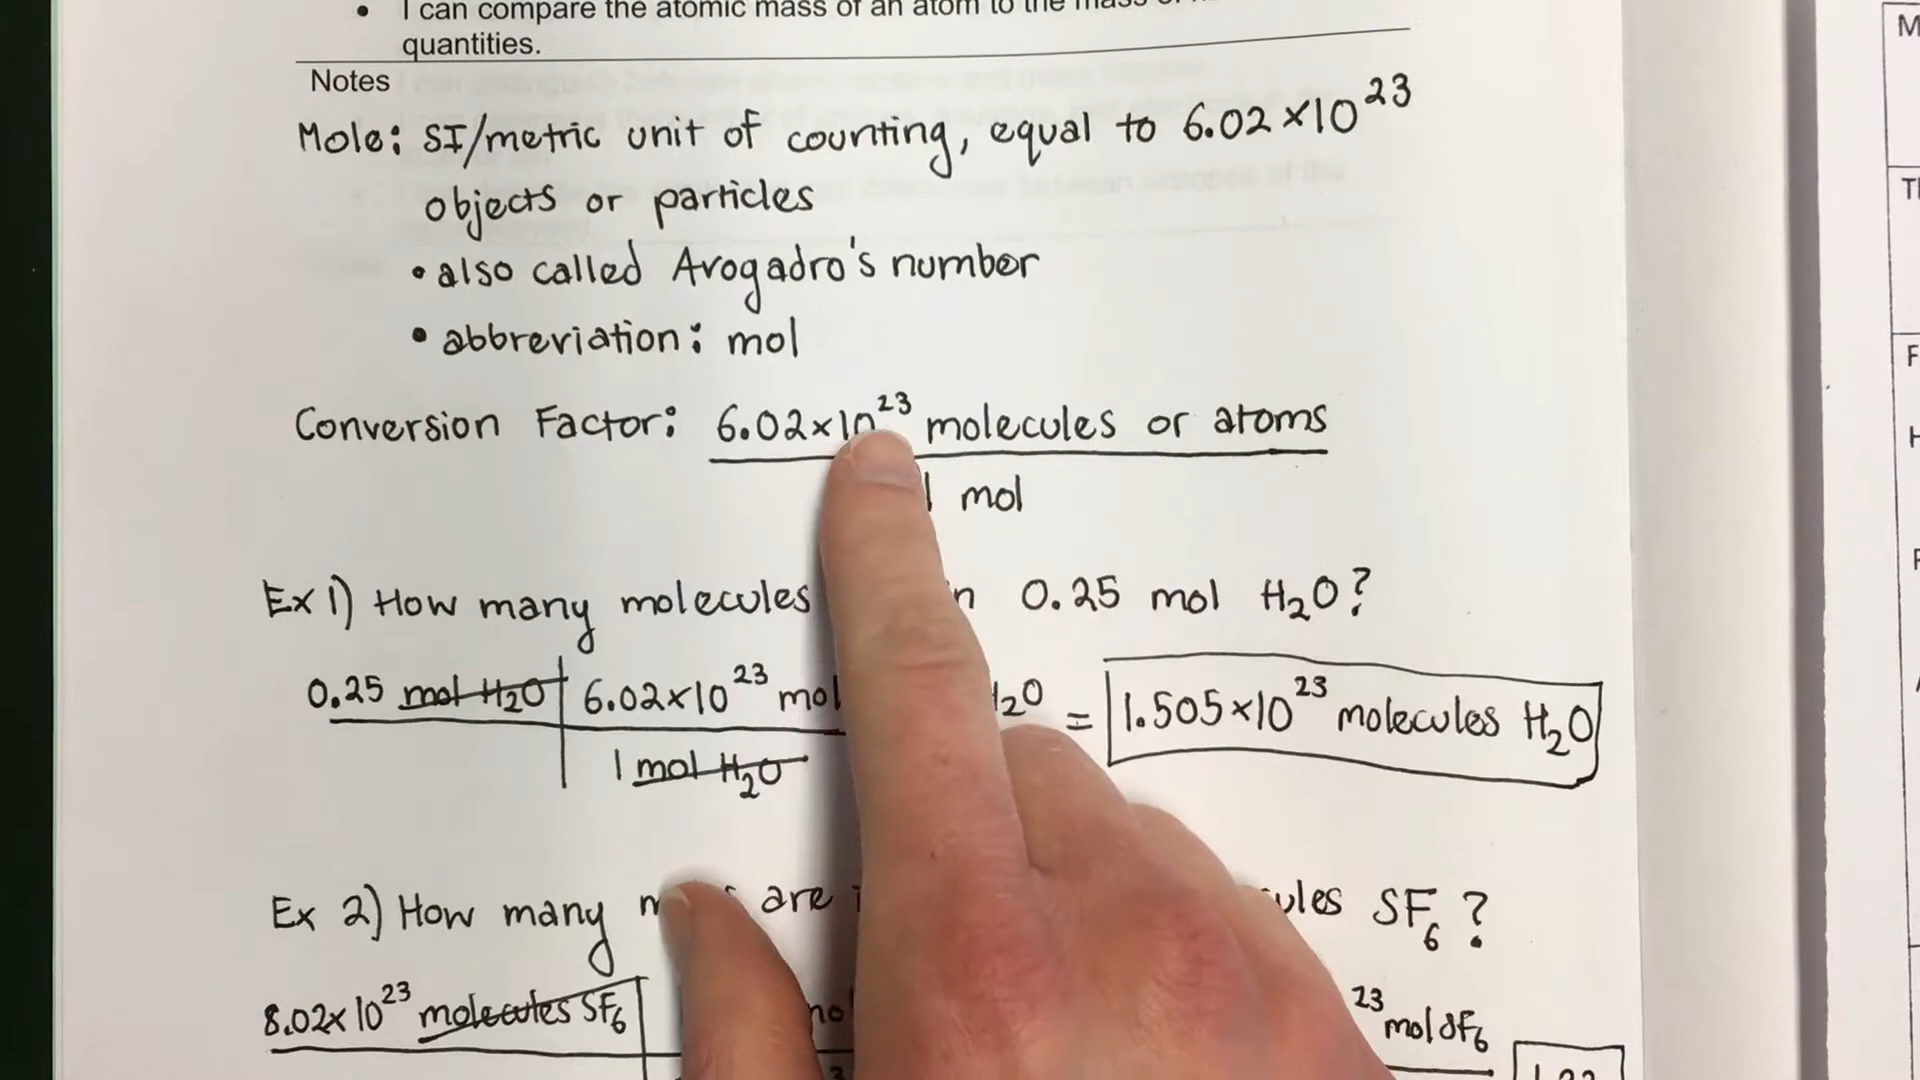 • I can compare the atomic mass of an atom to the mass of
quantities.
Notes
Mole: SI/metric unit of counting, equal to 6.02×10²³
objects or particles
• also called Avogadro's number
• abbreviation: mol
Conversion Factor: 6.02×10²³ molecules or atoms
1 mol
Ex 1) How many molecules 0.25 mol H₂O?
0.25 mol H₂O 6.02×10²³ mol H₂O = 1.505×10²³ molecules H₂O
1 mol H₂O
Ex 2) How many are SF₆?
8.02×10²³ molecules SF₆ ²³ mol SF₆